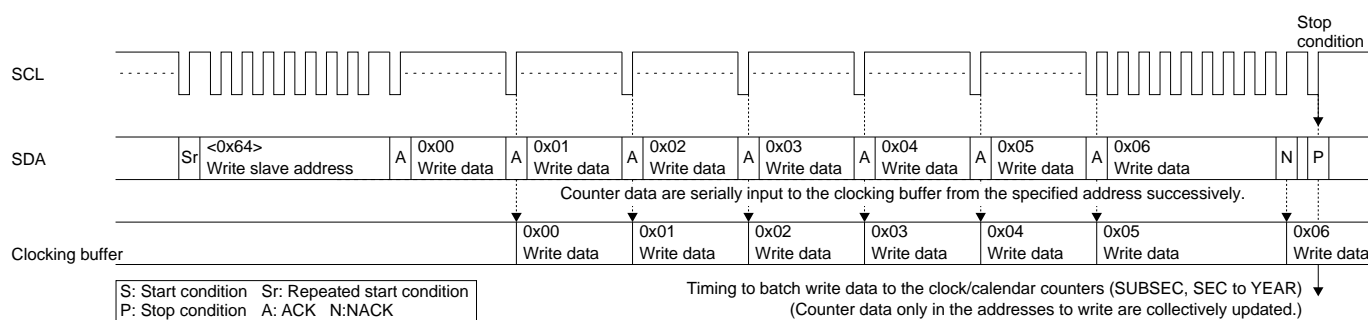 Stop
condition
SCL
SDA
Sr
<0x64>
Write slave address
A
0x00
Write data
A
0x01
Write data
A
0x02
Write data
A
0x03
Write data
A
0x04
Write data
A
0x05
Write data
A
0x06
Write data
N
P
Counter data are serially input to the clocking buffer from the specified address successively.
Clocking buffer
0x00
Write data
0x01
Write data
0x02
Write data
0x03
Write data
0x04
Write data
0x05
Write data
0x06
Write data
S: Start condition Sr: Repeated start condition
P: Stop condition A: ACK N:NACK
Timing to batch write data to the clock/calendar counters (SUBSEC, SEC to YEAR)
(Counter data only in the addresses to write are collectively updated.)